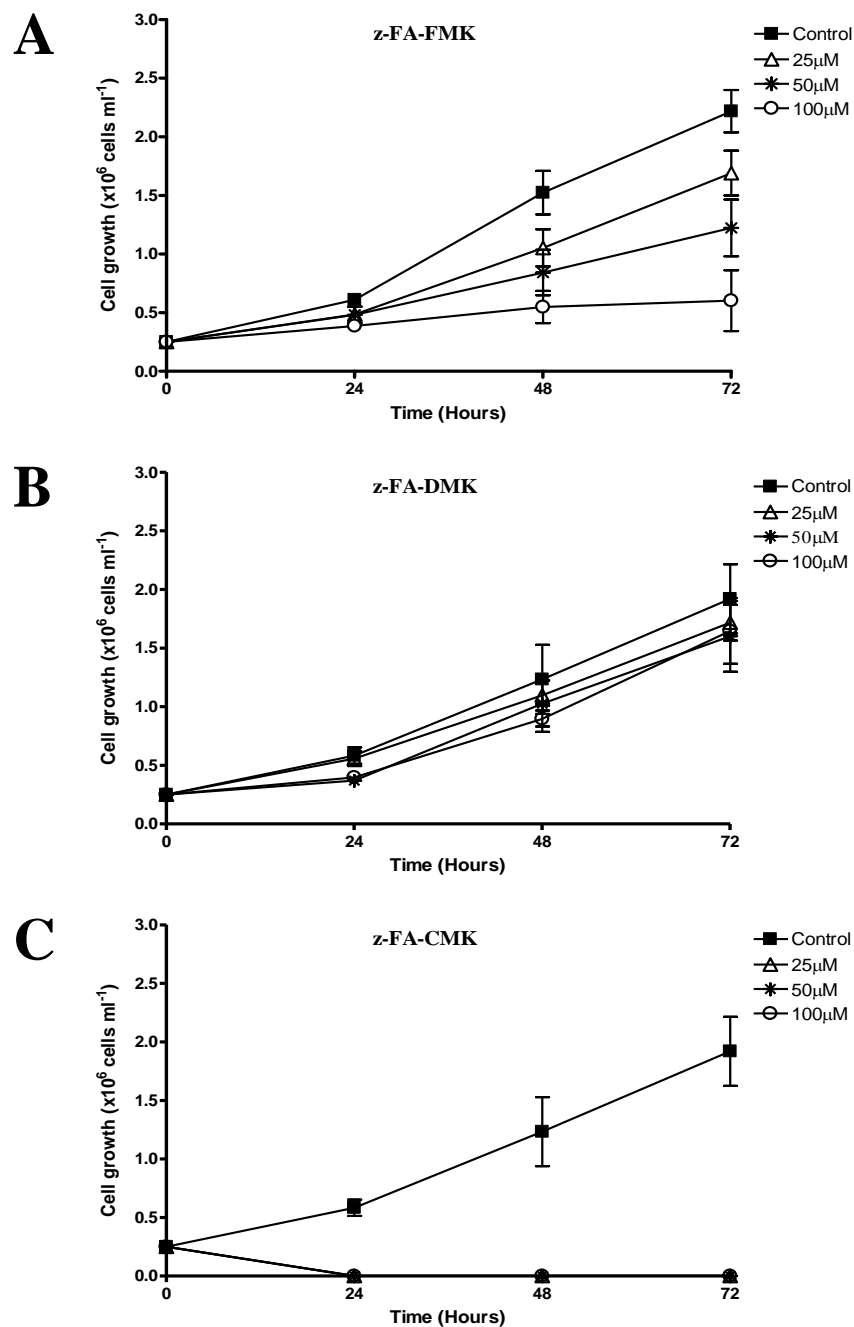 A
z-FA-FMK
Control
25μM
50μM
100μM
Cell growth (x10⁶ cells ml⁻¹)
3.0
2.5
2.0
1.5
1.0
0.5
0.0
0 24 48 72
Time (Hours)
B
z-FA-DMK
Control
25μM
50μM
100μM
Cell growth (x10⁶ cells ml⁻¹)
3.0
2.5
2.0
1.5
1.0
0.5
0.0
0 24 48 72
Time (Hours)
C
z-FA-CMK
Control
25μM
50μM
100μM
Cell growth (x10⁶ cells ml⁻¹)
3.0
2.5
2.0
1.5
1.0
0.5
0.0
0 24 48 72
Time (Hours)